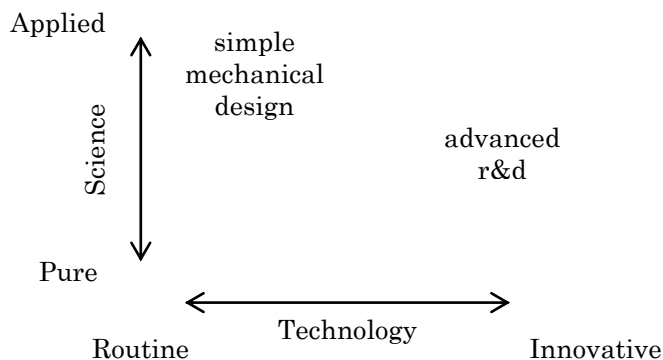 Applied
simple
mechanical
design
Science
advanced
r&d
Pure
Technology
Routine
Innovative